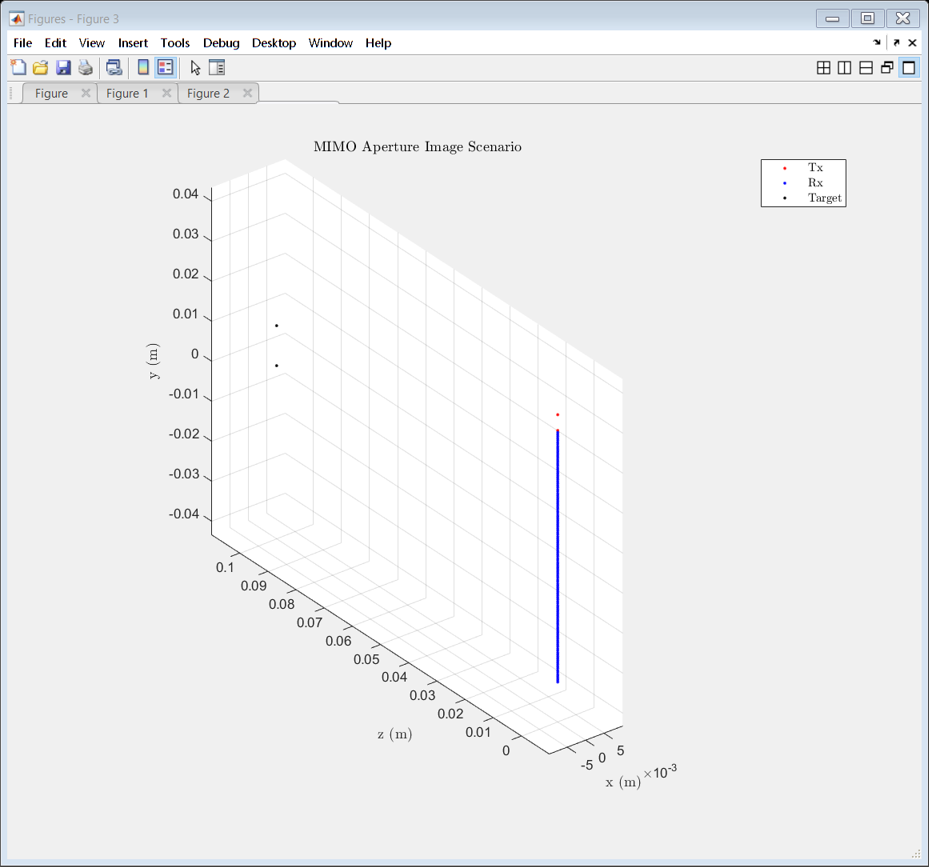 Figures - Figure 3
File Edit View Insert Tools Debug Desktop Window Help
Figure Figure 1 Figure 2
MIMO Aperture Image Scenario
Tx
Rx
Target
0.04
0.03
0.02
0.01
0
-0.01
-0.02
-0.03
-0.04
y (m)
0.1
0.09
0.08
0.07
0.06
0.05
0.04
0.03
0.02
0.01
0
z (m)
-5 0 5
×10-3
x (m)